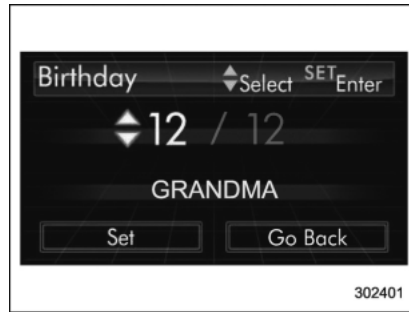 Birthday Select SET Enter
12 / 12
GRANDMA
Set Go Back
302401